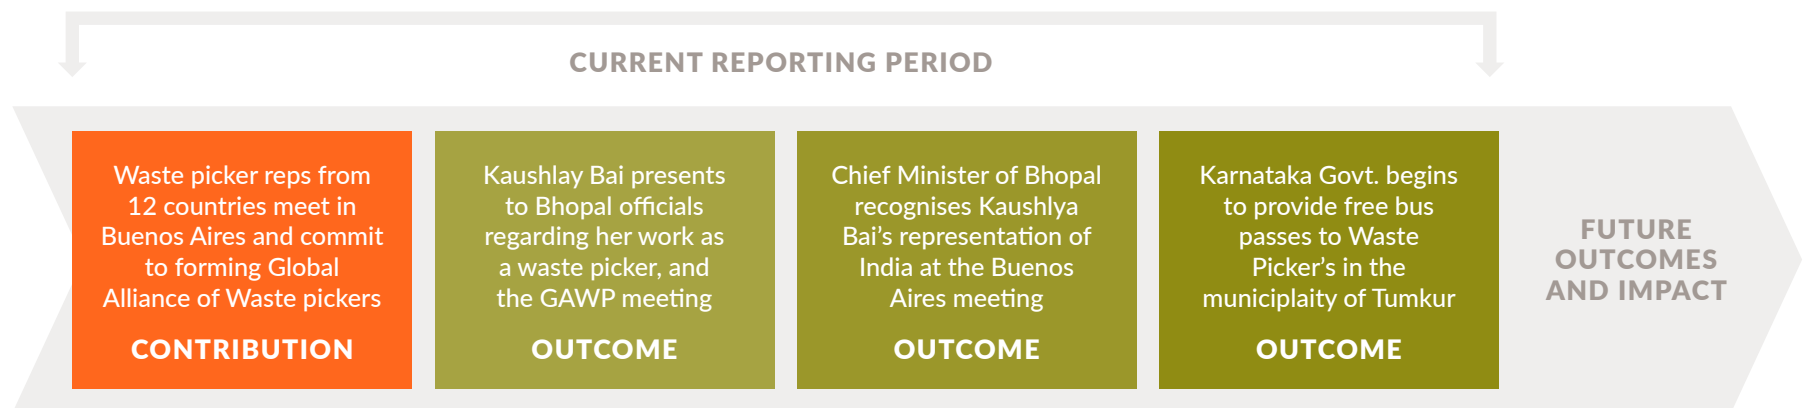 CURRENT REPORTING PERIOD
Waste picker reps from
12 countries meet in
Buenos Aires and commit
to forming Global
Alliance of Waste pickers
CONTRIBUTION
Kaushlay Bai presents
to Bhopal officials
regarding her work as
a waste picker, and
the GAWP meeting
OUTCOME
Chief Minister of Bhopal
recognises Kaushlya
Bai’s representation of
India at the Buenos
Aires meeting
OUTCOME
Karnataka Govt. begins
to provide free bus
passes to Waste
Picker’s in the
municiplaity of Tumkur
OUTCOME
FUTURE
OUTCOMES
AND IMPACT